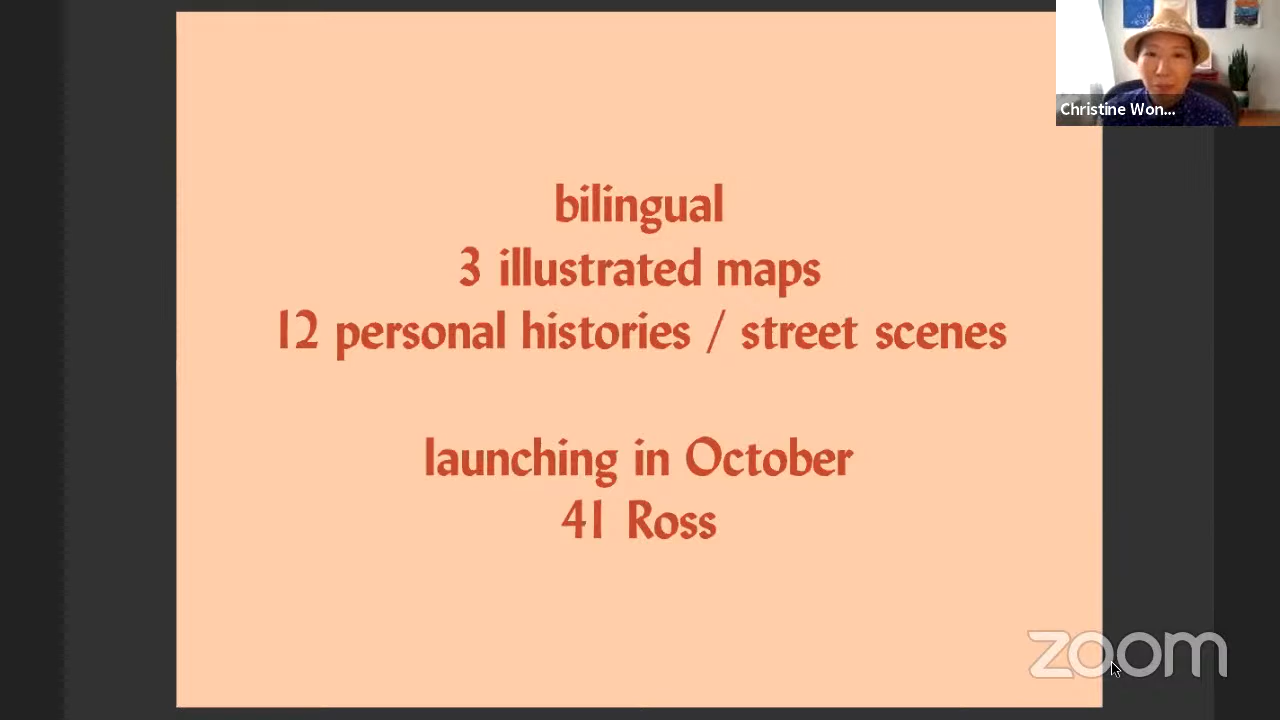 Christine Won...
bilingual
3 illustrated maps
12 personal histories / street scenes
launching in October
41 Ross
zoom